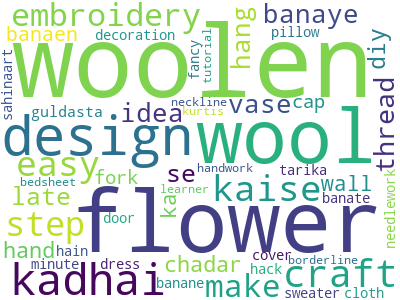 embroidery hang banaye
banaen decoration pillow diy
woolen
sahinaart fancy tutorial
guldasta idea neckline kurtis vase cap thread
design wool
easy se handwork tarika wall
late fork ka kaise banate
step flower needlework
hand door learner
hain bedsheet chadar cover borderline
minute dress hack craft
kadhai banane make sweater cloth